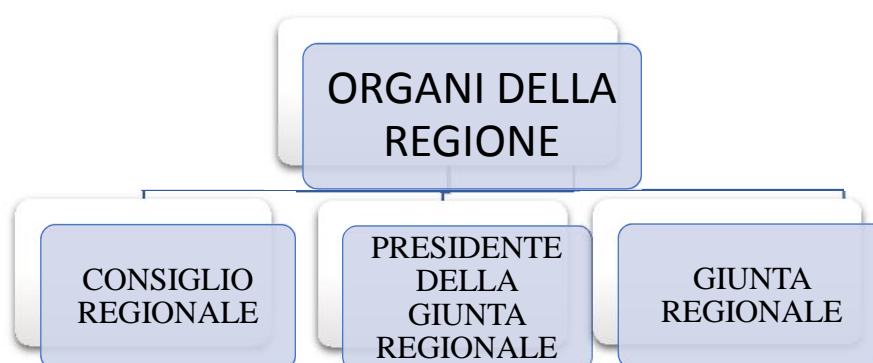 ORGANI DELLA
REGIONE
CONSIGLIO
REGIONALE
PRESIDENTE
DELLA
GIUNTA
REGIONALE
GIUNTA
REGIONALE